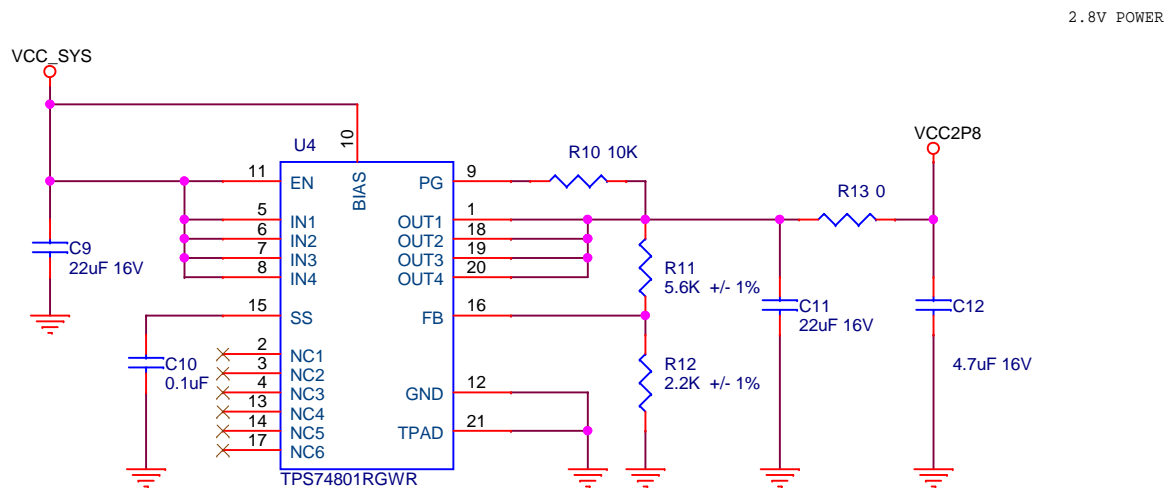 2.8V POWER
VCC_SYS
VCC2P8
U4
10
BIAS
R10 10K
R13 0
11 EN
PG 9
5 IN1
OUT1 1
6 IN2
OUT2 18
7 IN3
OUT3 19
8 IN4
OUT4 20
C9
22uF 16V
R11
5.6K +/- 1%
15 SS
FB 16
C11
22uF 16V
C12
4.7uF 16V
C10
0.1uF
2 NC1
3 NC2
4 NC3
13 NC4
14 NC5
17 NC6
R12
2.2K +/- 1%
GND 12
TPAD 21
TPS74801RGWR